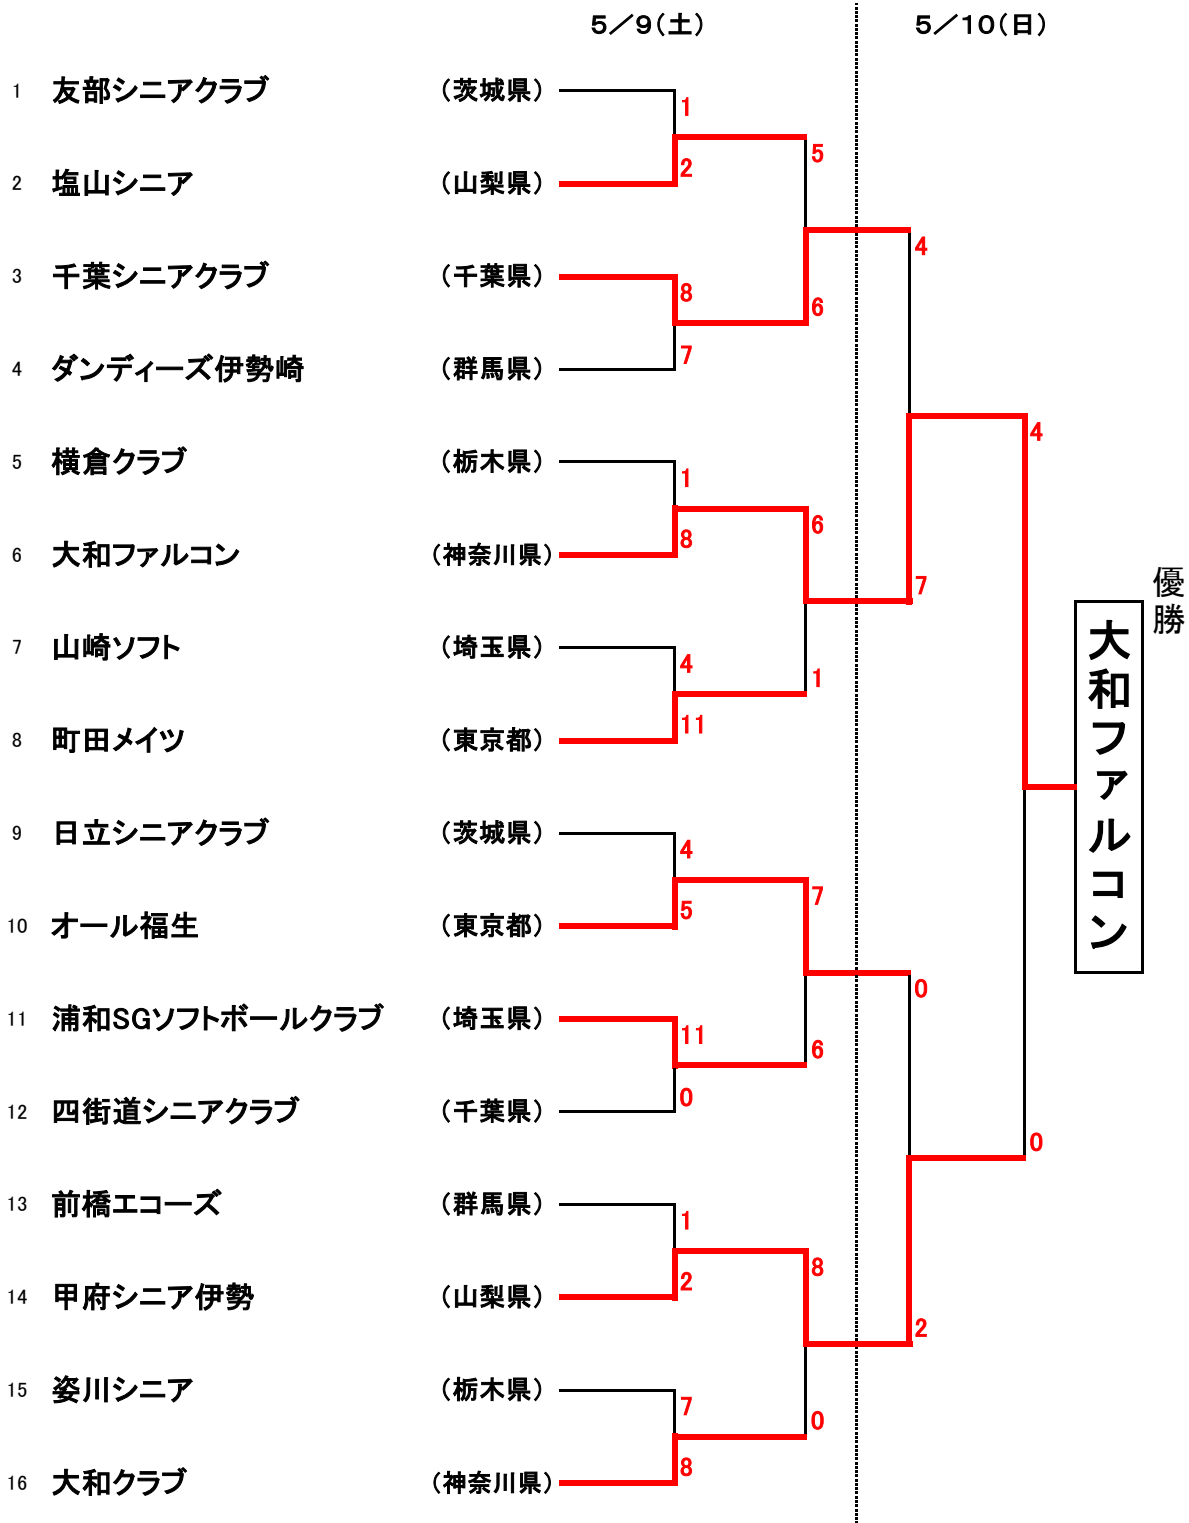 ５／９（土）
５／１０（日）
1 友部シニアクラブ （茨城県）
1
5
2 塩山シニア （山梨県）
2
4
3 千葉シニアクラブ （千葉県）
8
6
4 ダンディーズ伊勢崎 （群馬県）
7
4
5 横倉クラブ （栃木県）
1
6
6 大和ファルコン （神奈川県）
8
7
7 山崎ソフト （埼玉県）
4
1
8 町田メイツ （東京都）
11
優勝
大和ファルコン
9 日立シニアクラブ （茨城県）
4
7
10 オール福生 （東京都）
5
0
11 浦和SGソフトボールクラブ （埼玉県）
11
6
12 四街道シニアクラブ （千葉県）
0
0
13 前橋エコーズ （群馬県）
1
8
14 甲府シニア伊勢 （山梨県）
2
2
15 姿川シニア （栃木県）
7
0
16 大和クラブ （神奈川県）
8